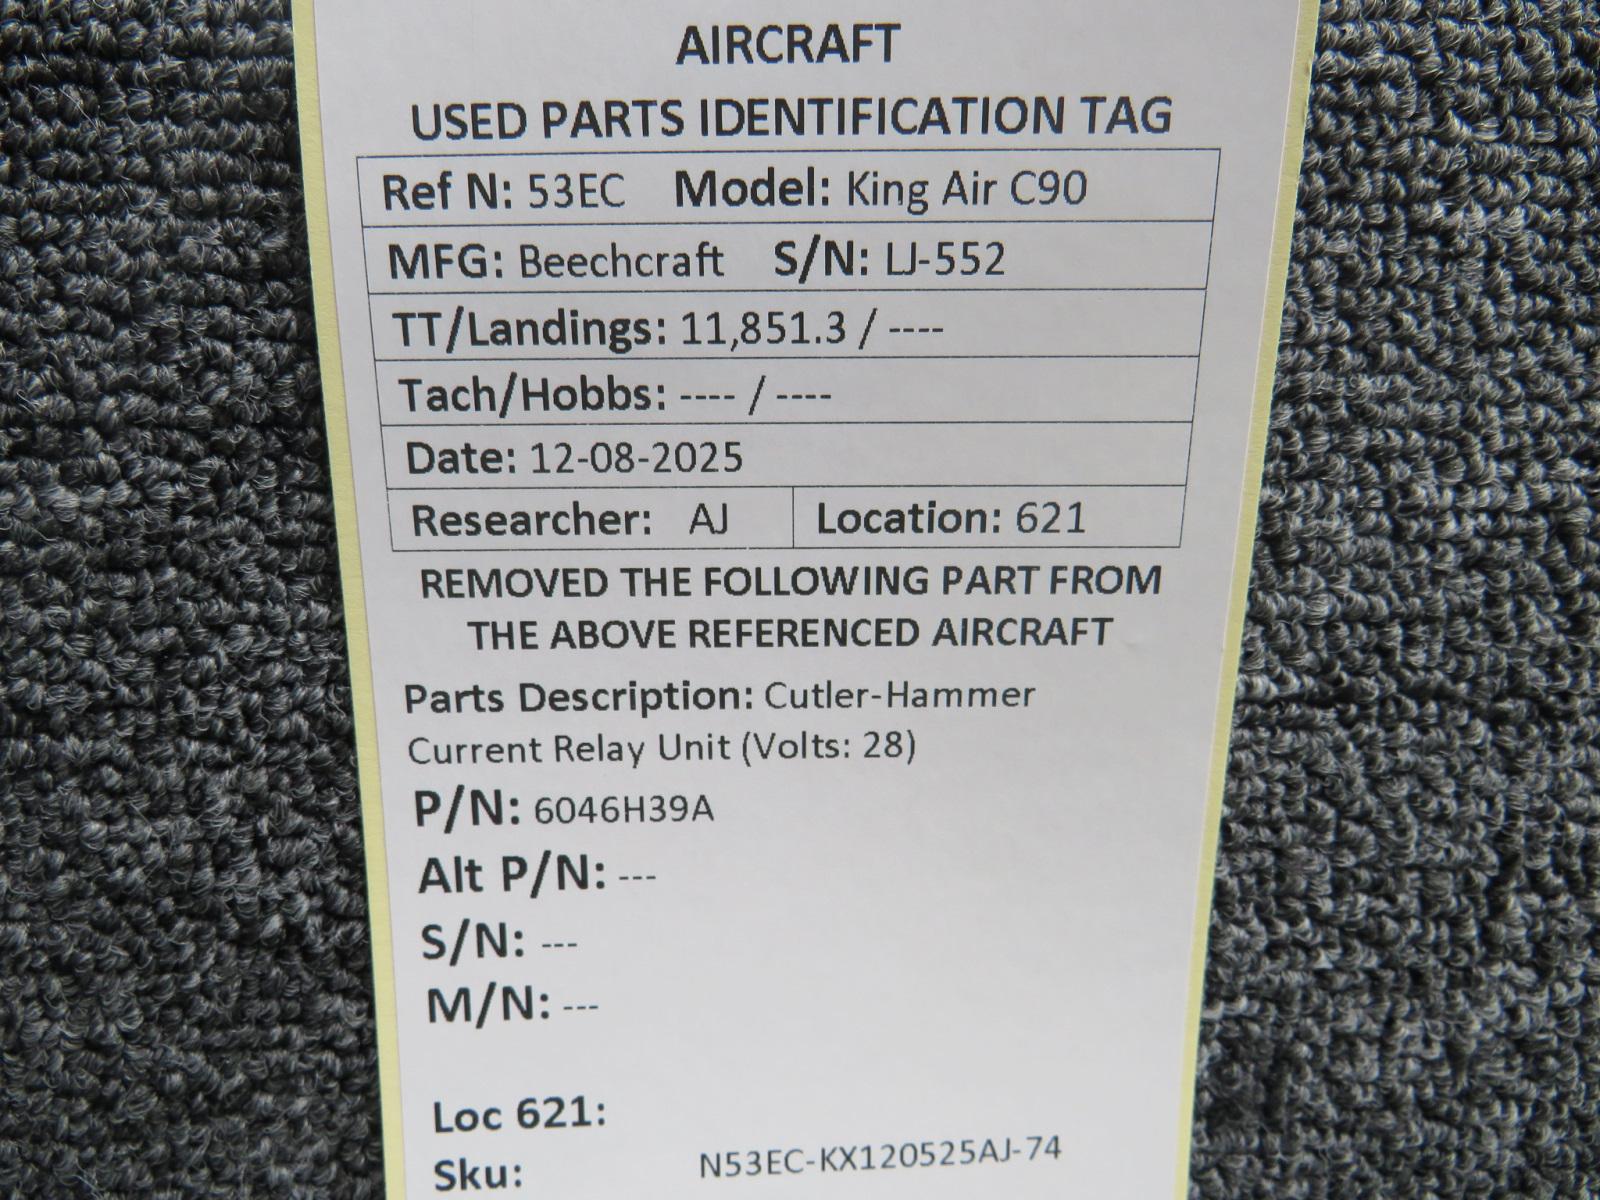 AIRCRAFT
USED PARTS IDENTIFICATION TAG
Ref N: 53EC Model: King Air C90
MFG: Beechcraft S/N: LJ-552
TT/Landings: 11,851.3 / ----
Tach/Hobbs: ---- / ----
Date: 12-08-2025
Researcher: AJ Location: 621
REMOVED THE FOLLOWING PART FROM
THE ABOVE REFERENCED AIRCRAFT
Parts Description: Cutler-Hammer
Current Relay Unit (Volts: 28)
P/N: 6046H39A
Alt P/N: ---
S/N: ---
M/N: ---
Loc 621:
Sku: N53EC-KX120525AJ-74